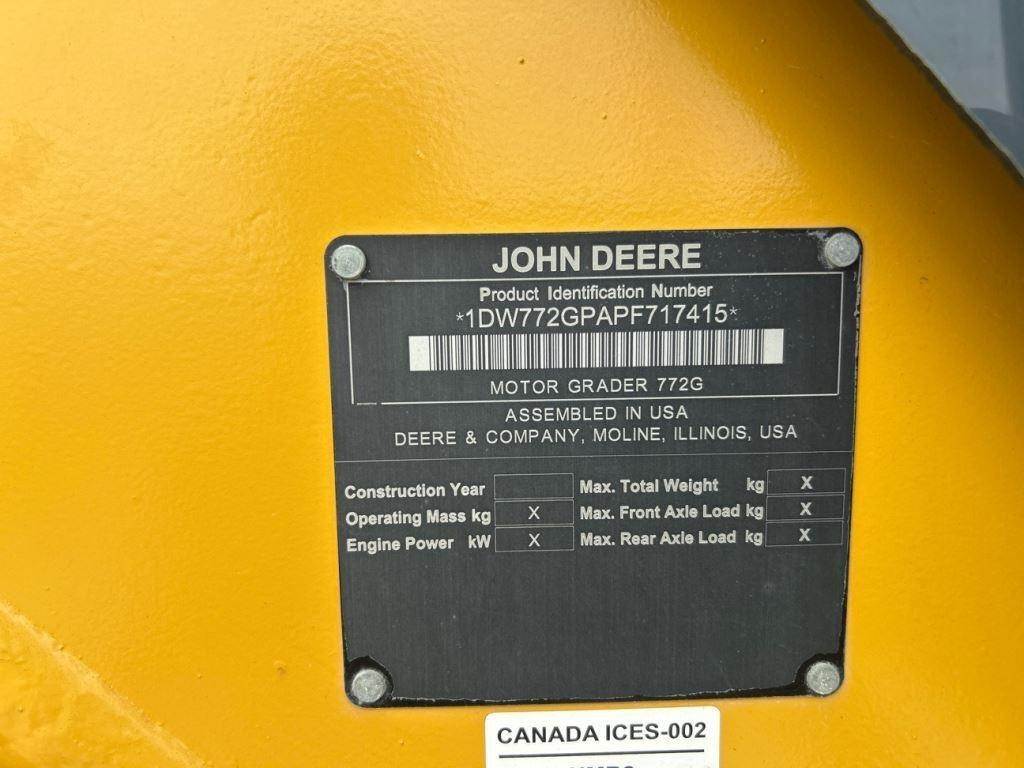 JOHN DEERE
Product Identification Number
*1DW772GPAPF717415*
MOTOR GRADER 772G
ASSEMBLED IN USA
DEERE & COMPANY, MOLINE, ILLINOIS, USA
Construction Year Max. Total Weight kg X
Operating Mass kg X Max. Front Axle Load kg X
Engine Power kW X Max. Rear Axle Load kg X
CANADA ICES-002